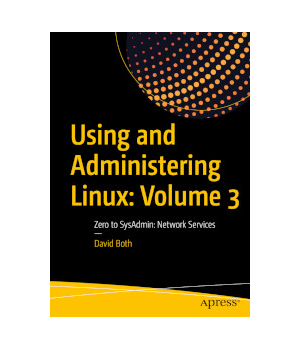 Using and
Administering
Linux: Volume 3
Zero to SysAdmin: Network Services
David Both
Apress®